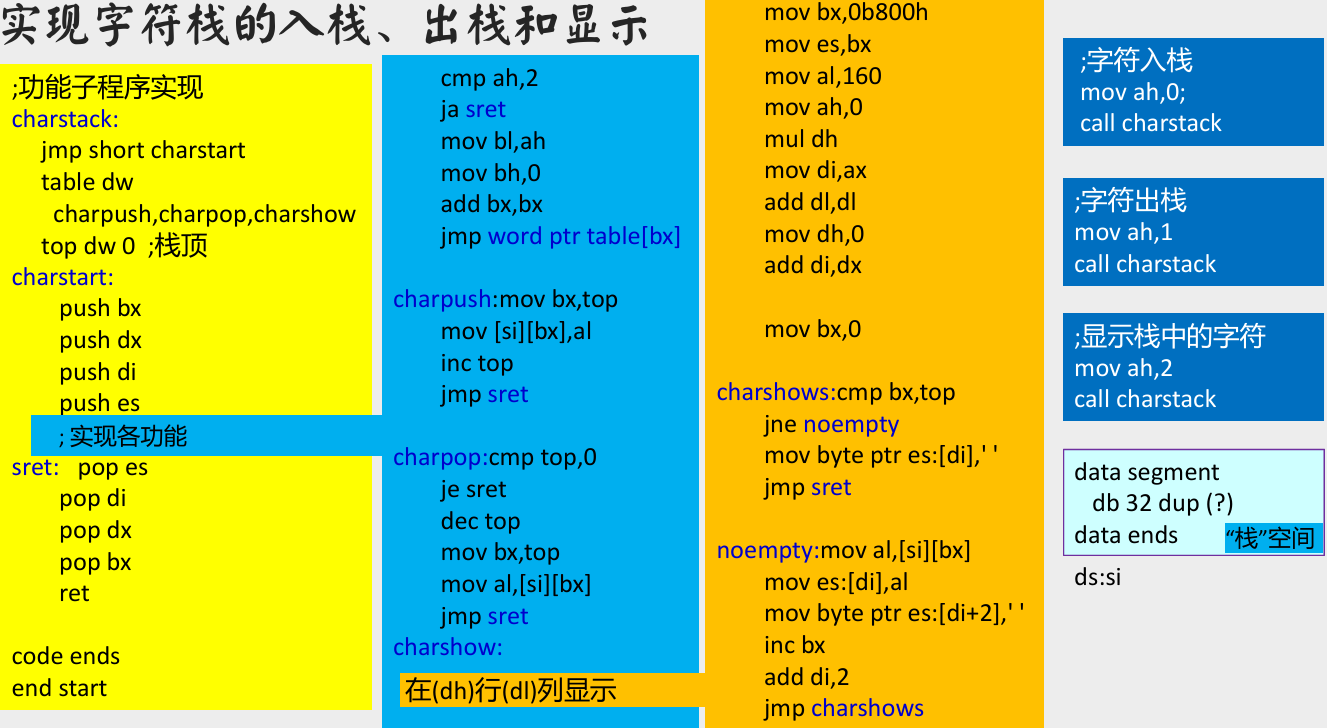 实现字符栈的入栈、出栈和显示
;功能子程序实现
charstack:
jmp short charstart
table dw
charpush,charpop,charshow
top dw 0 ;栈顶
charstart:
push bx
push dx
push di
push es
; 实现各功能
sret: pop es
pop di
pop dx
pop bx
ret
code ends
end start
cmp ah,2
ja sret
mov bl,ah
mov bh,0
add bx,bx
jmp word ptr table[bx]
charpush:mov bx,top
mov [si][bx],al
inc top
jmp sret
charpop:cmp top,0
je sret
dec top
mov bx,top
mov al,[si][bx]
jmp sret
charshow:
在(dh)行(dl)列显示
mov bx,0b800h
mov es,bx
mov al,160
mov ah,0
mul dh
mov di,ax
add dl,dl
mov dh,0
add di,dx
mov bx,0
charshows:cmp bx,top
jne noempty
mov byte ptr es:[di],' '
jmp sret
noempty:mov al,[si][bx]
mov es:[di],al
mov byte ptr es:[di+2],' '
inc bx
add di,2
jmp charshows
;字符入栈
mov ah,0;
call charstack
;字符出栈
mov ah,1
call charstack
;显示栈中的字符
mov ah,2
call charstack
data segment
db 32 dup (?)
data ends
“栈”空间
ds:si